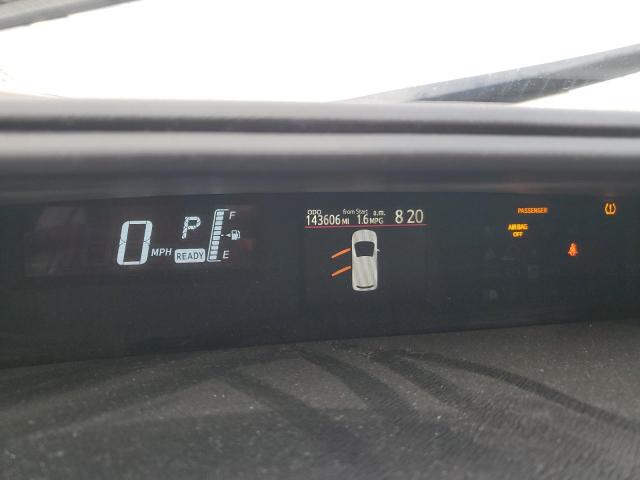 0 MPH
P
READY
F
E
ODO from Start a.m.
143606 MI 1.6 MPG 8 20
PASSENGER
AIRBAG
OFF